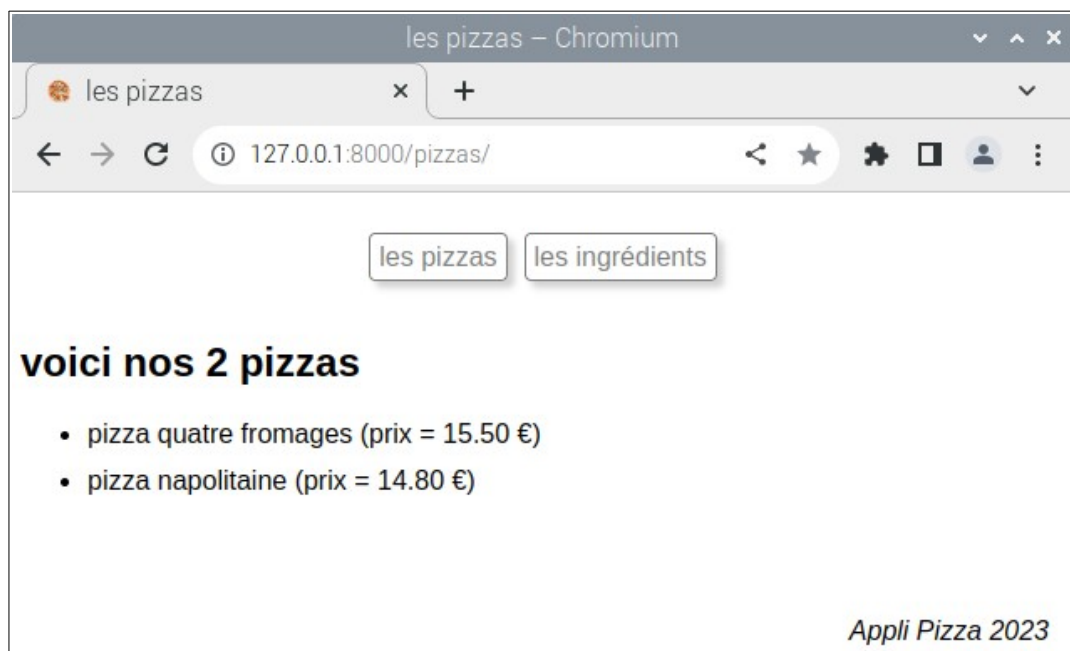 les pizzas – Chromium
les pizzas
127.0.0.1:8000/pizzas/
les pizzas les ingrédients
voici nos 2 pizzas
• pizza quatre fromages (prix = 15.50 €)
• pizza napolitaine (prix = 14.80 €)
Appli Pizza 2023